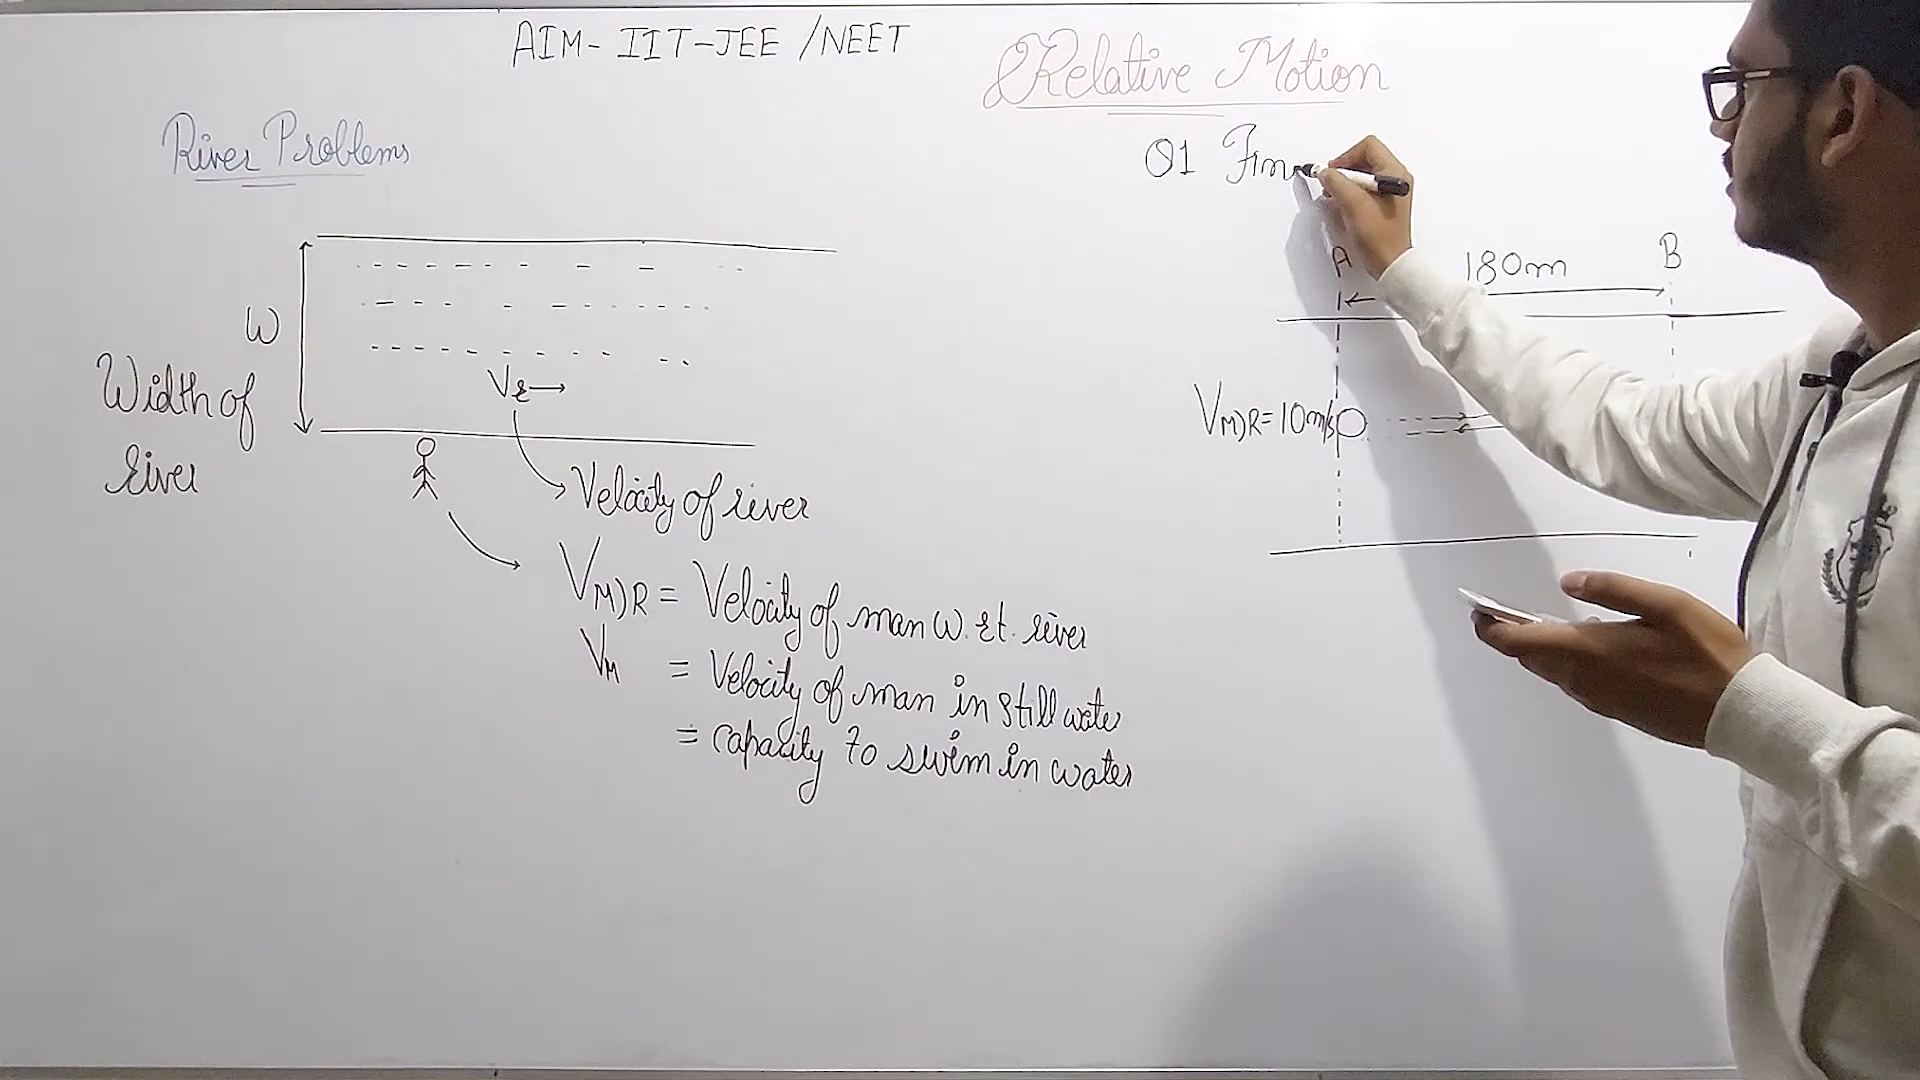 AIM- IIT-JEE /NEET
Relative Motion
River Problems
Q1 Fin
A
180m
B
W
Width of
river
Vr
VM)R=10m/s
Velocity of river
VM)R = Velocity of man w.rt. river
VM = Velocity of man in still water
= capacity to swim in water